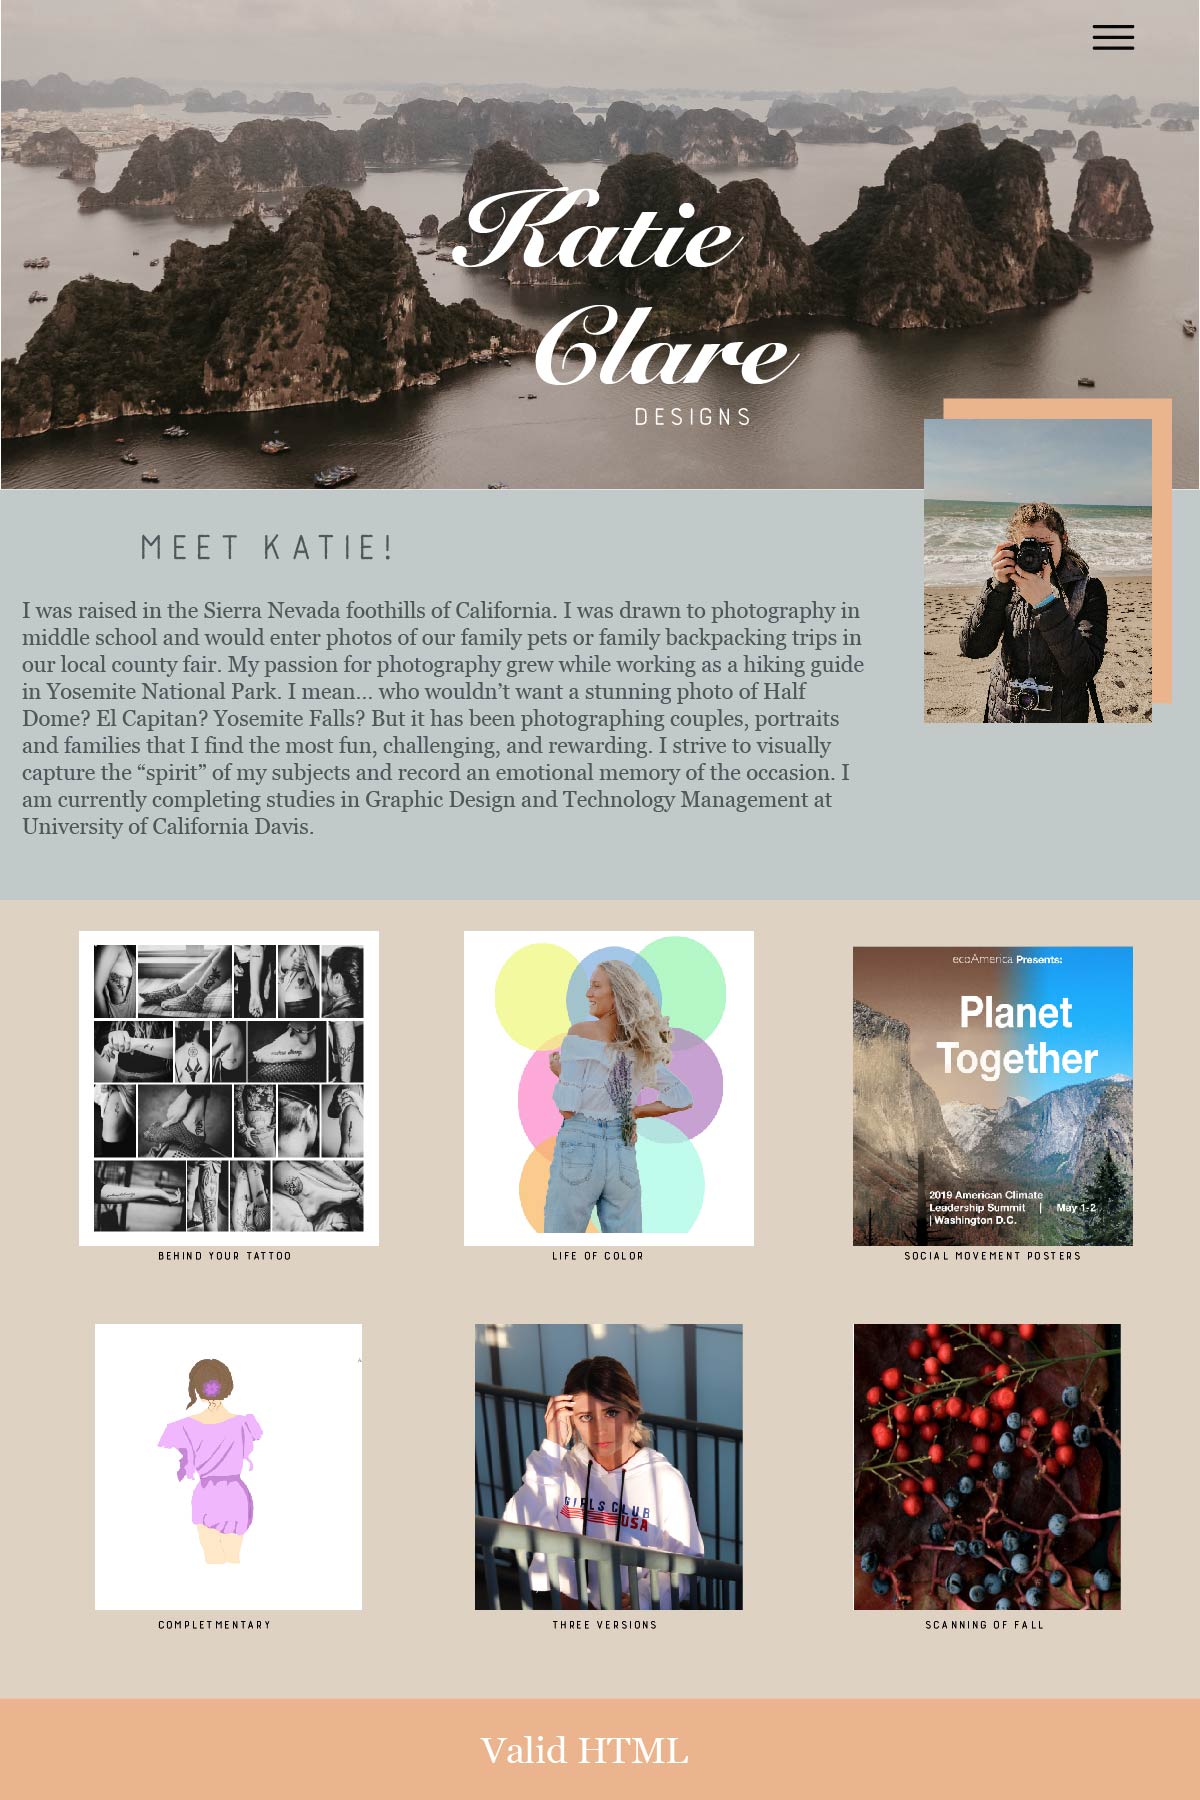 Katie
Clare
DESIGNS
MEET KATIE!
I was raised in the Sierra Nevada foothills of California. I was drawn to photography in
middle school and would enter photos of our family pets or family backpacking trips in
our local county fair. My passion for photography grew while working as a hiking guide
in Yosemite National Park. I mean... who wouldn’t want a stunning photo of Half
Dome? El Capitan? Yosemite Falls? But it has been photographing couples, portraits
and families that I find the most fun, challenging, and rewarding. I strive to visually
capture the “spirit” of my subjects and record an emotional memory of the occasion. I
am currently completing studies in Graphic Design and Technology Management at
University of California Davis.
ecoAmerica Presents:
Planet
Together
2019 American Climate
Leadership Summit | May 1-2
| Washington D.C.
BEHIND YOUR TATTOO
LIFE OF COLOR
SOCIAL MOVEMENT POSTERS
GIRLS CLUB
USA
COMPLETMENTARY
THREE VERSIONS
SCANNING OF FALL
Valid HTML